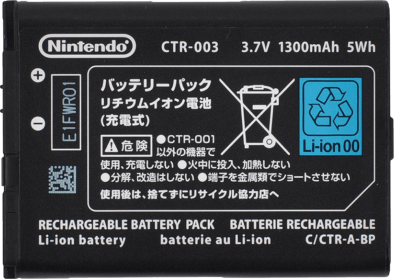 Nintendo CTR-003 3.7V 1300mAh 5Wh
+
−
E1FWR01
バッテリーパック
リチウムイオン電池
(充電式)
Li-ion 00
⚠危険 ●CTR-001
以外の機器で
使用、充電しない ●火中に投入、加熱しない
●分解、改造はしない ●端子を金属類でショートさせない
使用後は、捨てずにリサイクル協力店へ
RECHARGEABLE BATTERY PACK BATTERIE RECHARGEABLE
Li-ion battery batterie au Li-ion C/CTR-A-BP